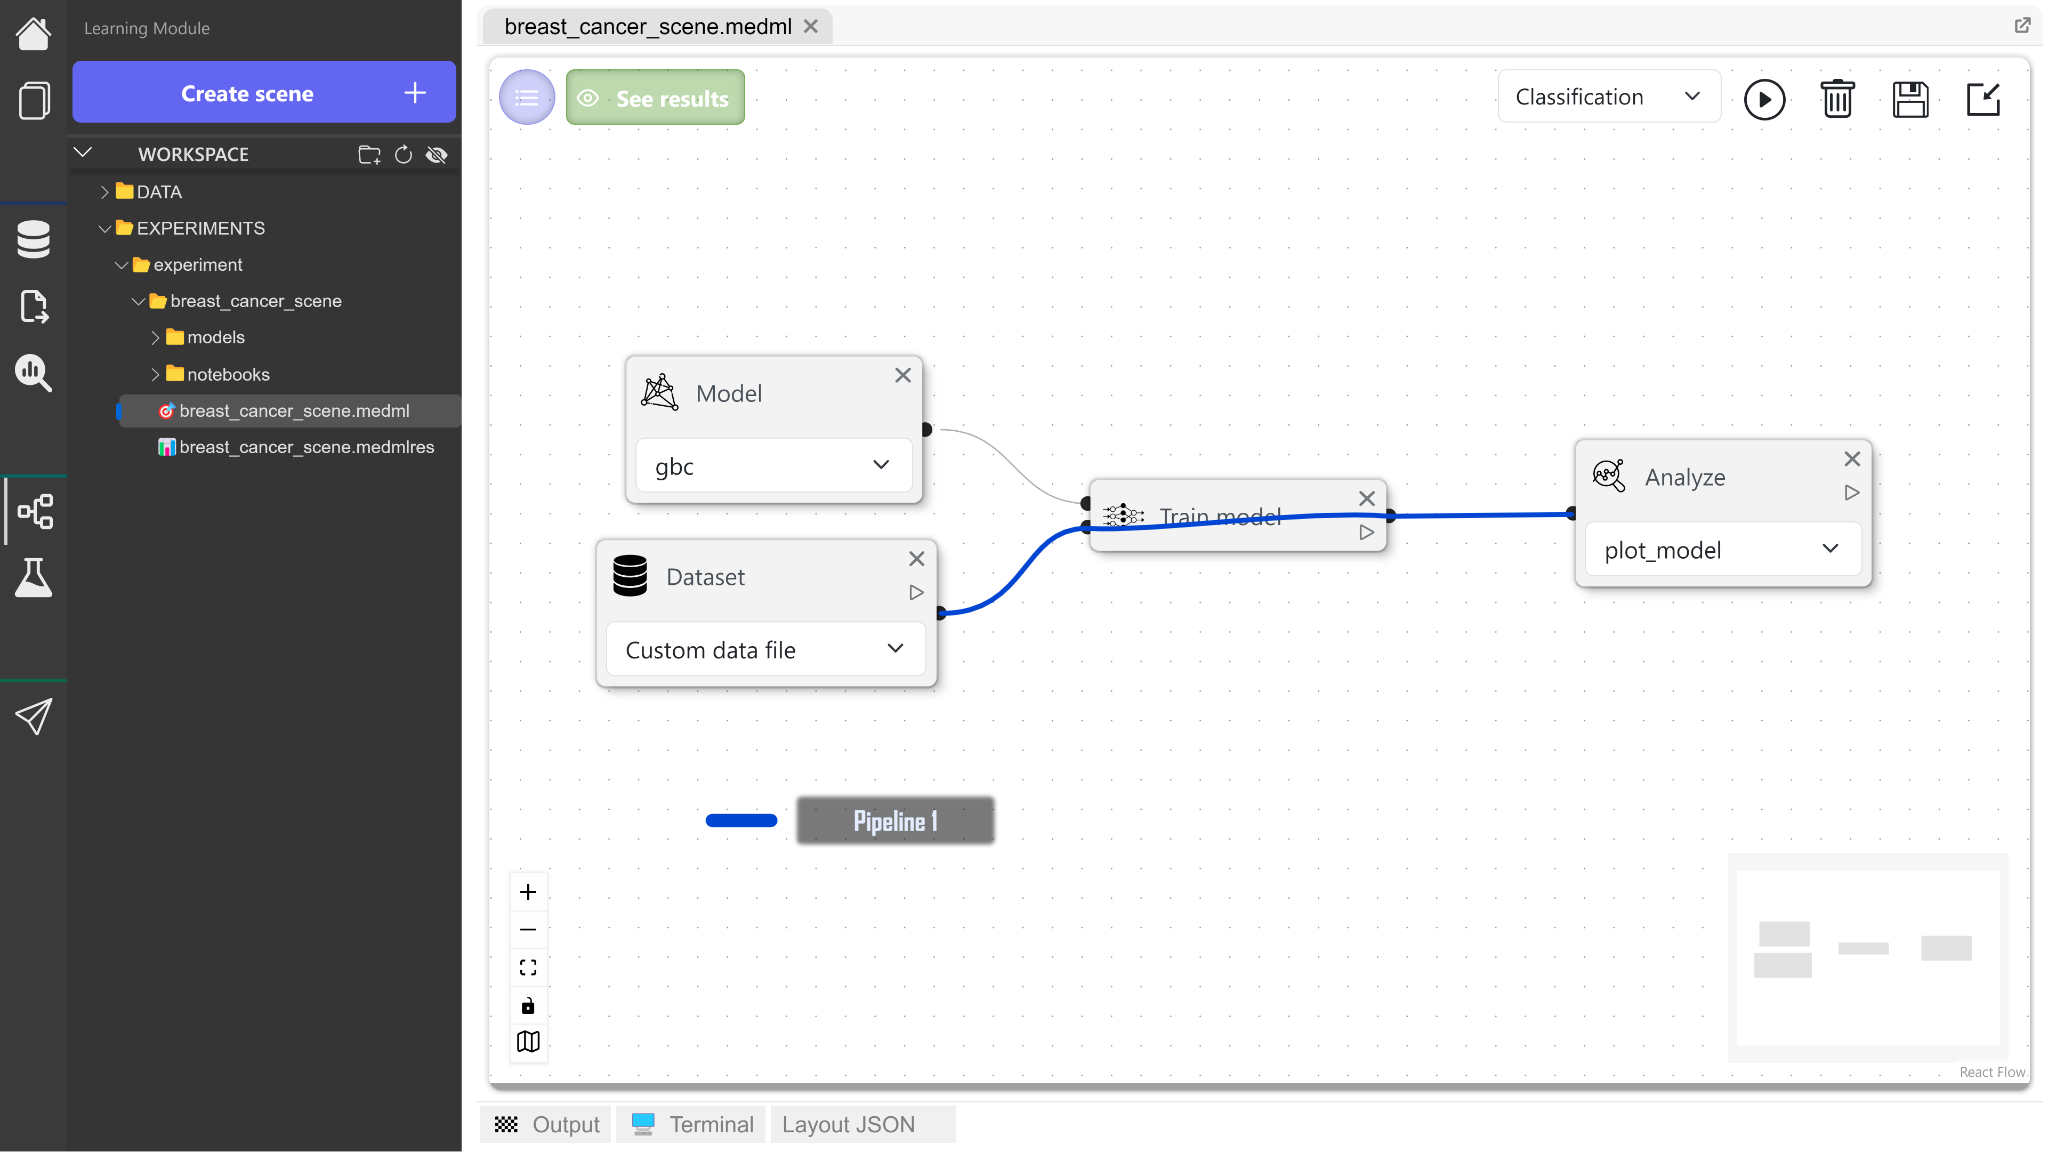 Learning Module
Create scene
WORKSPACE
DATA
EXPERIMENTS
experiment
breast_cancer_scene
models
notebooks
breast_cancer_scene.medml
breast_cancer_scene.medmlres
breast_cancer_scene.medml
See results
Classification
Model
gbc
Dataset
Custom data file
Train model
Analyze
plot_model
Pipeline 1
React Flow
Output
Terminal
Layout JSON